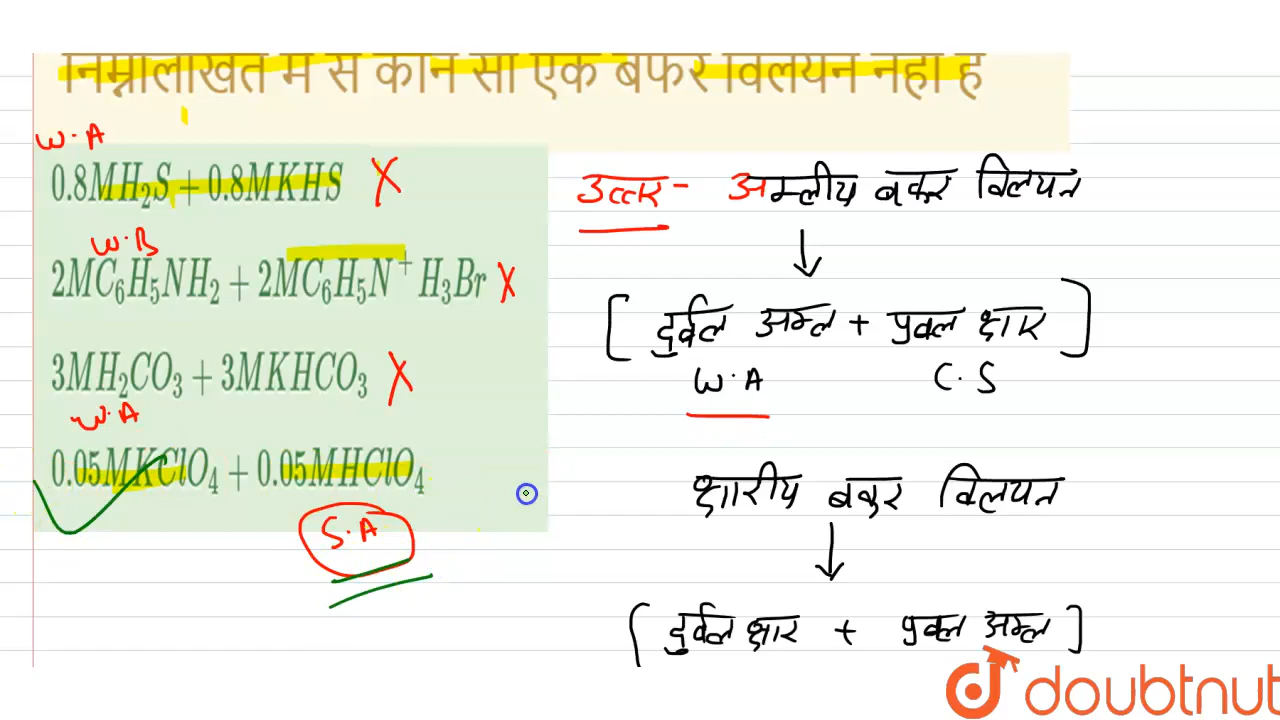 निम्नलिखित में से कौन सा एक बफर विलयन नहीं है
W.A
0.8MH₂S + 0.8MKHS X
W.B
2MC₆H₅NH₂ + 2MC₆H₅N⁺H₃Br X
3MH₂CO₃ + 3MKHCO₃ X
W.A
0.05MKClO₄ + 0.05MHClO₄
S.A
उत्तर - अम्लीय बफर विलयन
↓
[ दुर्बल अम्ल + प्रबल क्षार ]
W.A C.S
क्षारीय बफर विलयन
↓
[ दुर्बल क्षार + प्रबल अम्ल ]
doubtnut